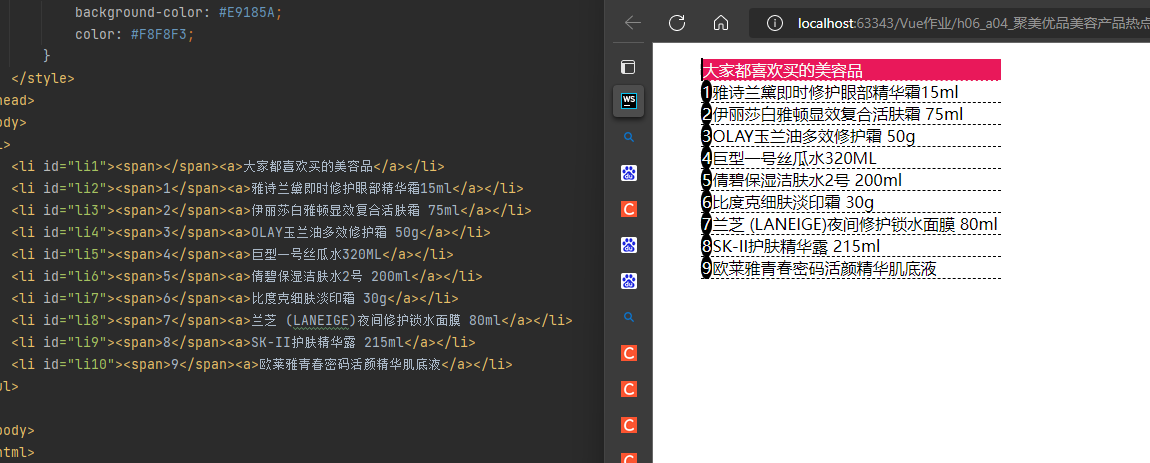 background-color: #E9185A;
color: #F8F8F3;
}
</style>
head>
body>
l>
<li id="li1"><span></span><a>大家都喜欢买的美容品</a></li>
<li id="li2"><span>1</span><a>雅诗兰黛即时修护眼部精华霜15ml</a></li>
<li id="li3"><span>2</span><a>伊丽莎白雅顿显效复合活肤霜 75ml</a></li>
<li id="li4"><span>3</span><a>OLAY玉兰油多效修护霜 50g</a></li>
<li id="li5"><span>4</span><a>巨型一号丝瓜水320ML</a></li>
<li id="li6"><span>5</span><a>倩碧保湿洁肤水2号 200ml</a></li>
<li id="li7"><span>6</span><a>比度克细肤淡印霜 30g</a></li>
<li id="li8"><span>7</span><a>兰芝 (LANEIGE)夜间修护锁水面膜 80ml</a></li>
<li id="li9"><span>8</span><a>SK-II护肤精华露 215ml</a></li>
<li id="li10"><span>9</span><a>欧莱雅青春密码活颜精华肌底液</a></li>
ul>
body>
html>
localhost:63343/Vue作业/h06_a04_聚美优品美容产品热点
WS
大家都喜欢买的美容品
1雅诗兰黛即时修护眼部精华霜15ml
2伊丽莎白雅顿显效复合活肤霜 75ml
3OLAY玉兰油多效修护霜 50g
4巨型一号丝瓜水320ML
5倩碧保湿洁肤水2号 200ml
6比度克细肤淡印霜 30g
7兰芝 (LANEIGE)夜间修护锁水面膜 80ml
8SK-II护肤精华露 215ml
9欧莱雅青春密码活颜精华肌底液
C
C
C
C
C